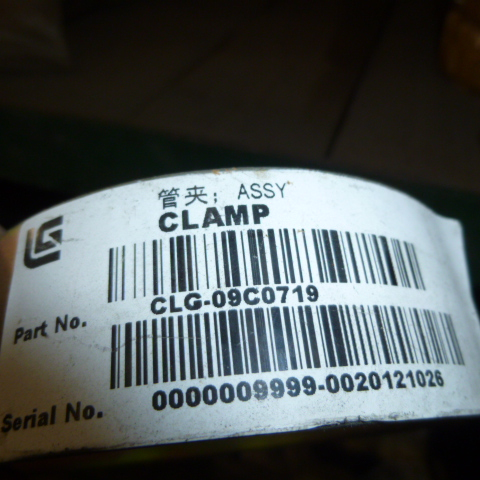 管夹; ASSY
CLAMP
CLG-09C0719
Part No.
0000009999-0020121026
Serial No.